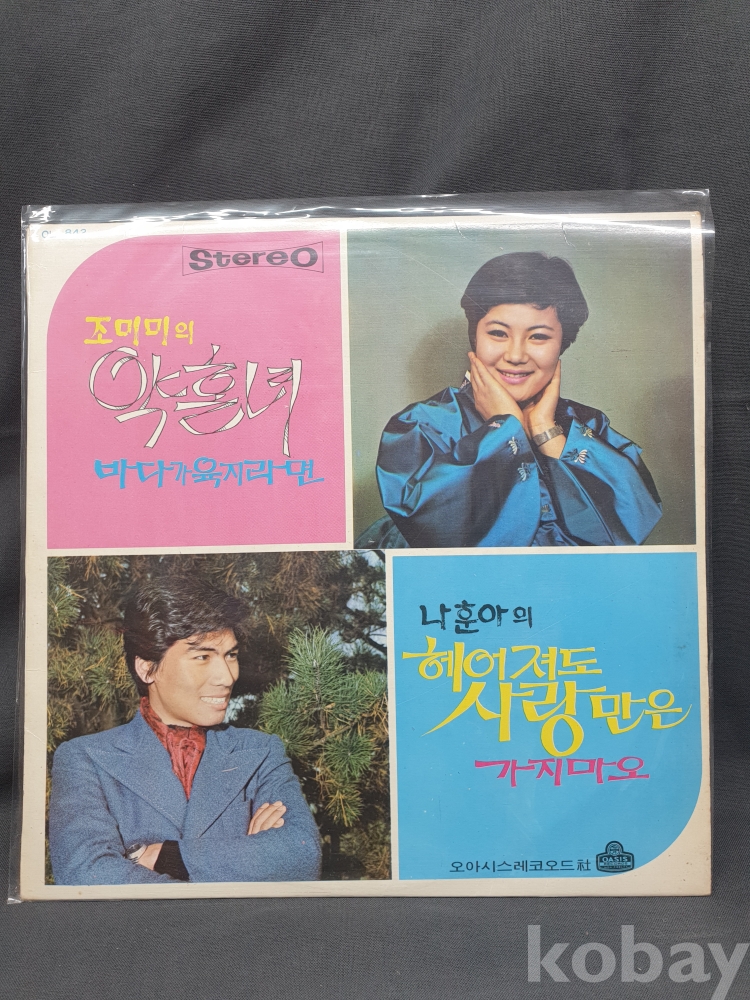 Stereo
조미미의
약혼녀
바다가육지라면
나훈아의
헤어져도
사랑만은
가지마오
오아시스레코오드社
OASIS
kobay